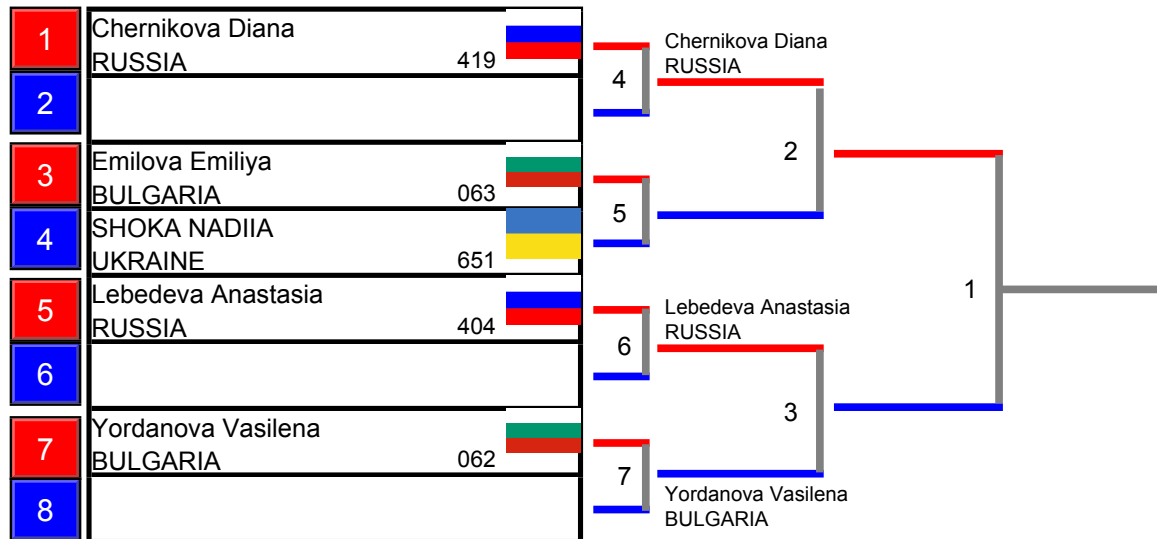 1
Chernikova Diana
RUSSIA 419
2
3
Emilova Emiliya
BULGARIA 063
4
SHOKA NADIIA
UKRAINE 651
5
Lebedeva Anastasia
RUSSIA 404
6
7
Yordanova Vasilena
BULGARIA 062
8
4
5
6
7
Chernikova Diana
RUSSIA
2
Lebedeva Anastasia
RUSSIA
3
Yordanova Vasilena
BULGARIA
1